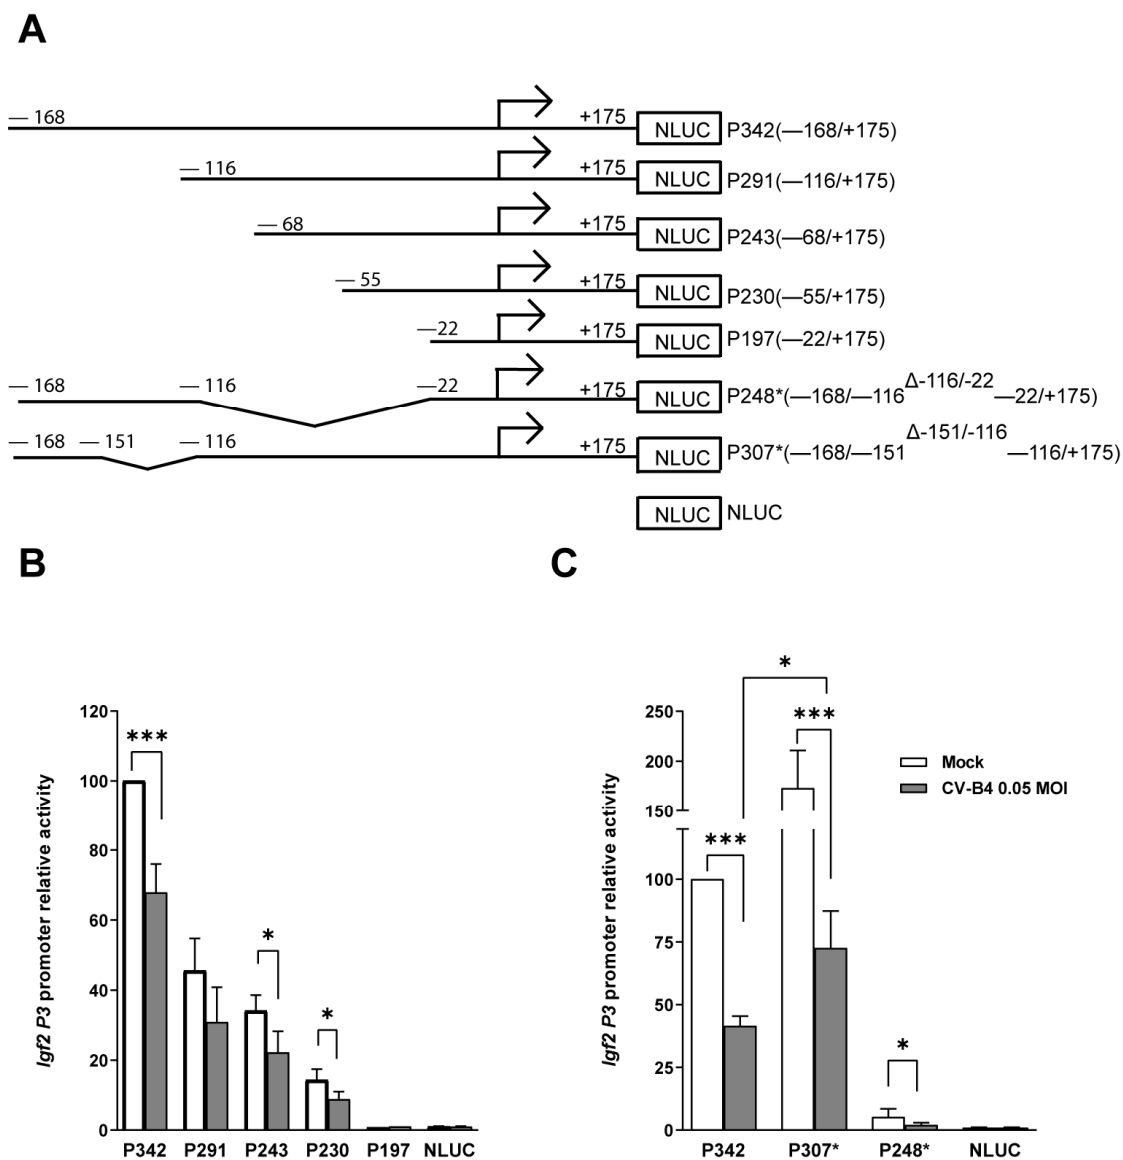 A
— 168 +175 NLUC P342(—168/+175)
— 116 +175 NLUC P291(—116/+175)
— 68 +175 NLUC P243(—68/+175)
— 55 +175 NLUC P230(—55/+175)
—22 +175 NLUC P197(—22/+175)
— 168 — 116 —22 +175 NLUC P248*(—168/—116 Δ-116/-22 —22/+175)
— 168 — 151 — 116 +175 NLUC P307*(—168/—151 Δ-151/-116 —116/+175)
NLUC NLUC
B
Igf2 P3 promoter relative activity
120
100
80
60
40
20
0
***
*
*
P342 P291 P243 P230 P197 NLUC
C
Igf2 P3 promoter relative activity
250
200
150
100
75
50
25
0
*
***
***
*
Mock
CV-B4 0.05 MOI
P342 P307* P248* NLUC